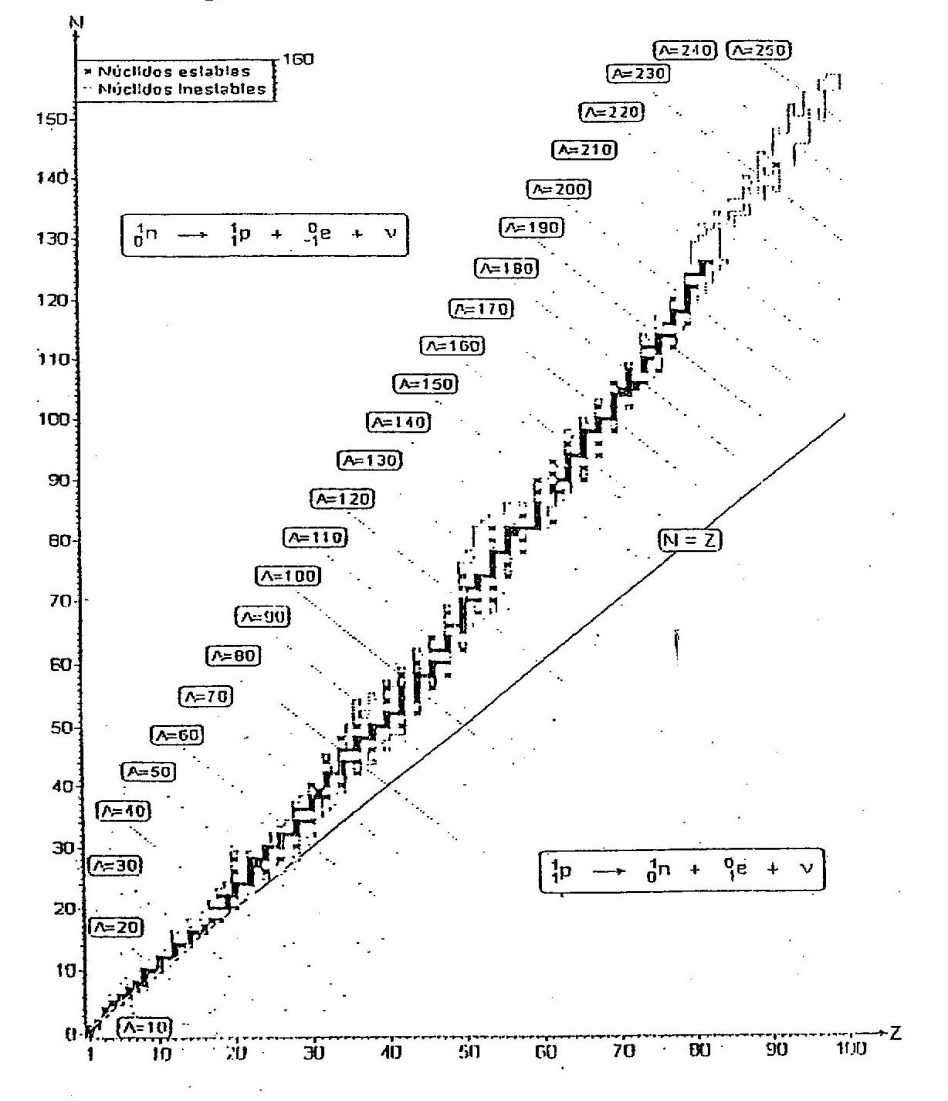 N
160
× Núclidos estables
·· Núclidos Inestables
A=240
A=250
A=230
A=220
A=210
A=200
A=190
A=180
A=170
A=160
A=150
A=140
A=130
A=120
A=110
A=100
A=90
A=80
A=70
A=60
A=50
A=40
A=30
A=20
A=10
150
140
130
120
110
100
90
80
70
60
50
40
30
20
10
0
¹₀n → ¹₁p + ⁰₋₁e + ν
N = Z
¹₁p → ¹₀n + ⁰₁e + ν
1 10 20 30 40 50 60 70 80 90 100 Z